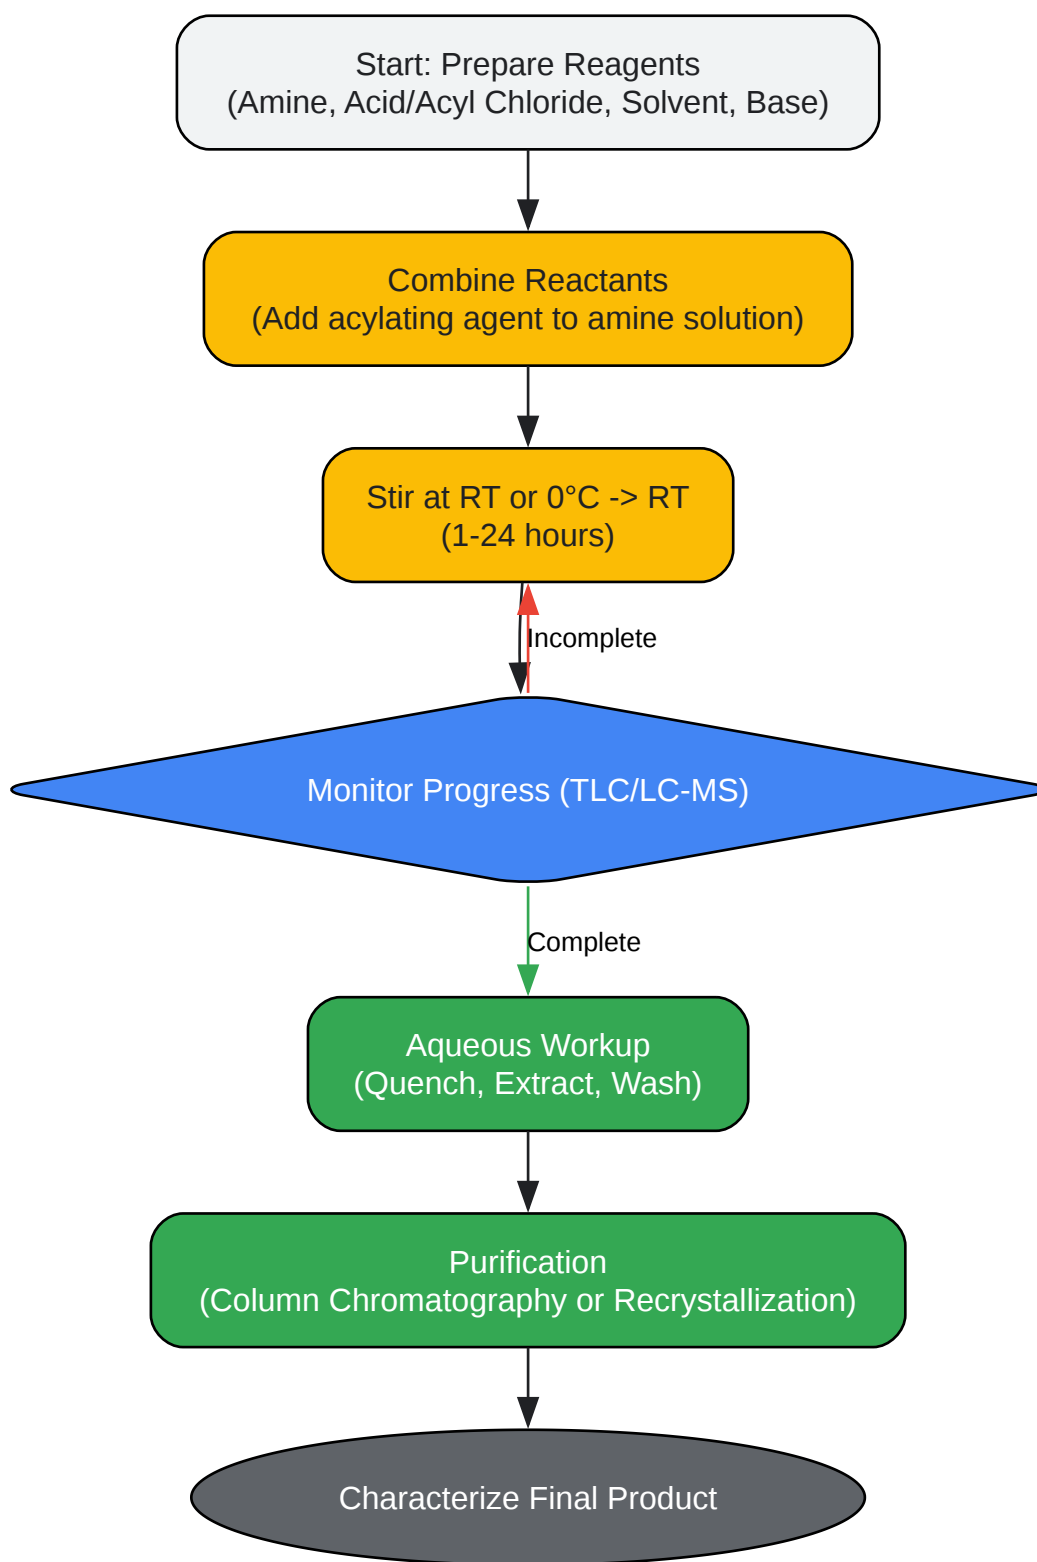 Start: Prepare Reagents
(Amine, Acid/Acyl Chloride, Solvent, Base)
Combine Reactants
(Add acylating agent to amine solution)
Stir at RT or 0°C -> RT
(1-24 hours)
Incomplete
Monitor Progress (TLC/LC-MS)
Complete
Aqueous Workup
(Quench, Extract, Wash)
Purification
(Column Chromatography or Recrystallization)
Characterize Final Product